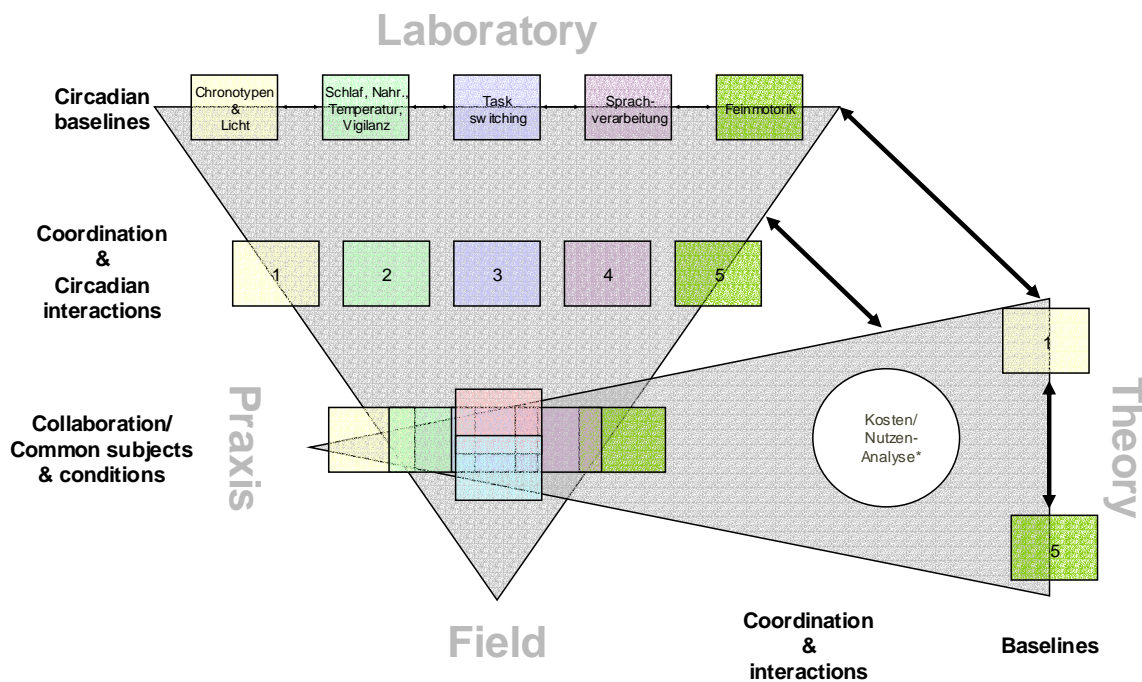 Laboratory
Circadian
baselines
Chronotypen
&
Licht
Schlaf, Nahr.,
Temperatur,
Vigilanz
Task
switching
Sprach-
verarbeitung
Feinmotorik
Coordination
&
Circadian
interactions
1
2
3
4
5
Praxis
Collaboration/
Common subjects
& conditions
Kosten/
Nutzen-
Analyse*
1
5
Theory
Field
Coordination
&
interactions
Baselines